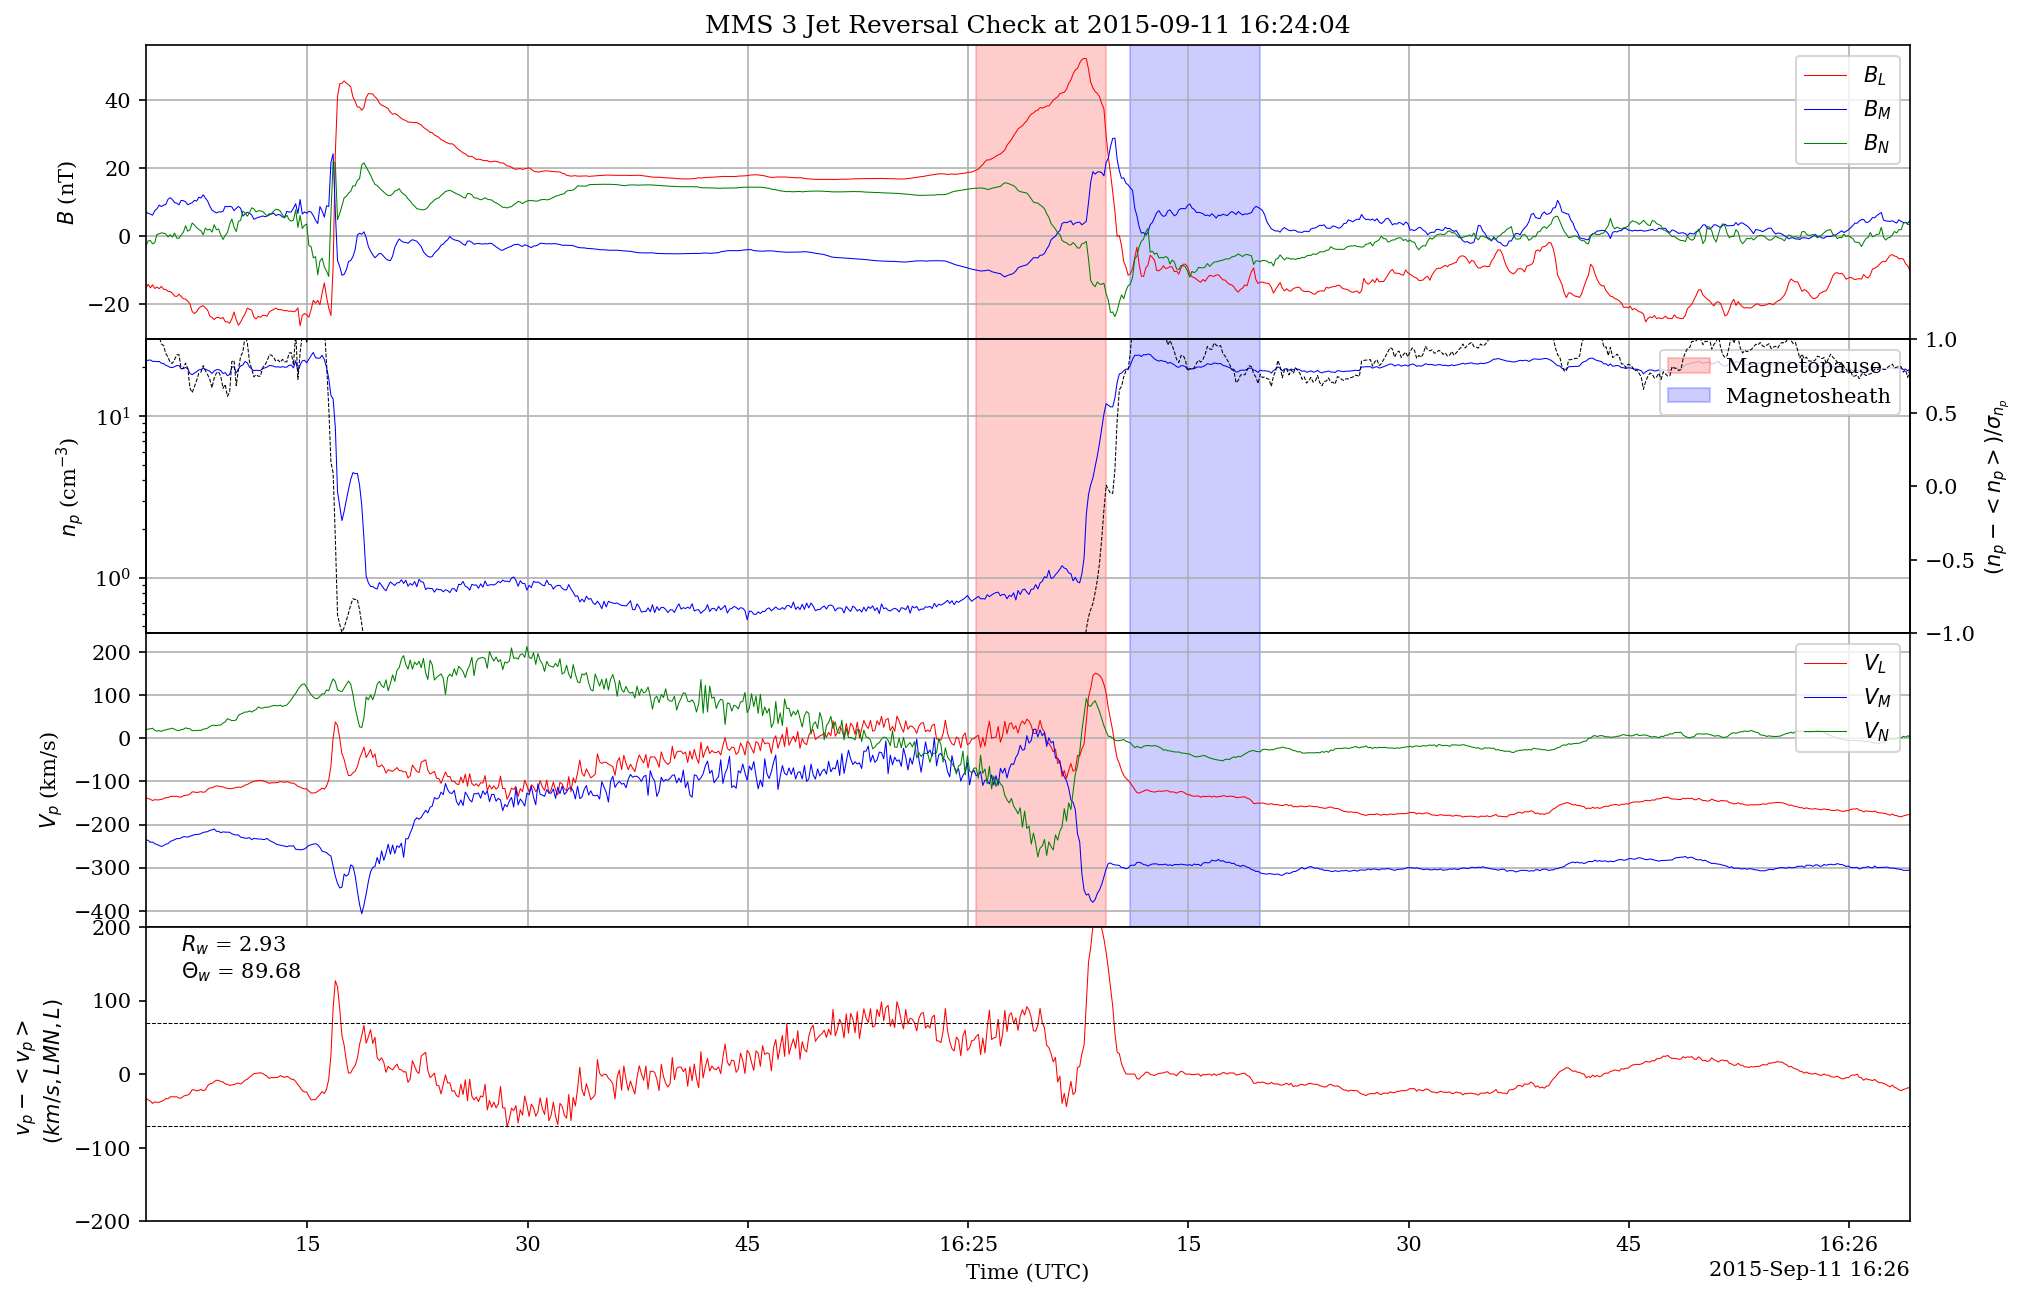 MMS 3 Jet Reversal Check at 2015-09-11 16:24:04
B (nT)
40
20
0
−20
B_L
B_M
B_N
n_p (cm^{−3})
10^1
10^0
Magnetopause
Magnetosheath
1.0
0.5
0.0
−0.5
−1.0
(n_p − < n_p >)/σ_{n_p}
V_p (km/s)
200
100
0
−100
−200
−300
−400
V_L
V_M
V_N
v_p − < v_p >
(km/s, LMN, L)
200
100
0
−100
−200
R_w = 2.93
Θ_w = 89.68
15
30
45
16:25
15
30
45
16:26
Time (UTC)
2015-Sep-11 16:26